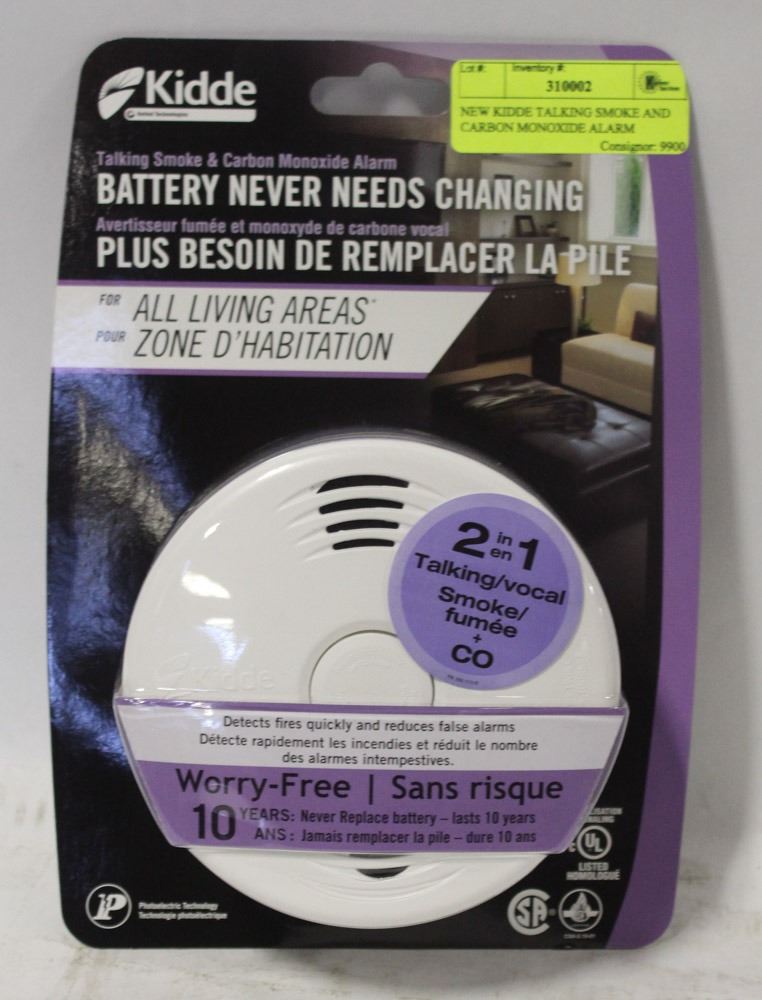 Kidde
Lot #: Inventory #:
310002
NEW KIDDE TALKING SMOKE AND
CARBON MONOXIDE ALARM
Consignor: 9900
Talking Smoke & Carbon Monoxide Alarm
BATTERY NEVER NEEDS CHANGING
Avertisseur fumée et monoxyde de carbone vocal
PLUS BESOIN DE REMPLACER LA PILE
FOR ALL LIVING AREAS*
POUR ZONE D'HABITATION
2 in en 1
Talking/vocal
Smoke/
fumée
+
CO
Kidde
Detects fires quickly and reduces false alarms
Détecte rapidement les incendies et réduit le nombre
des alarmes intempestives.
Worry-Free | Sans risque
10 YEARS: Never Replace battery – lasts 10 years
ANS : Jamais remplacer la pile – dure 10 ans
UL
LISTED
HOMOLOGUÉ
P
Photoelectric Technology
Technologie photoélectrique
SA